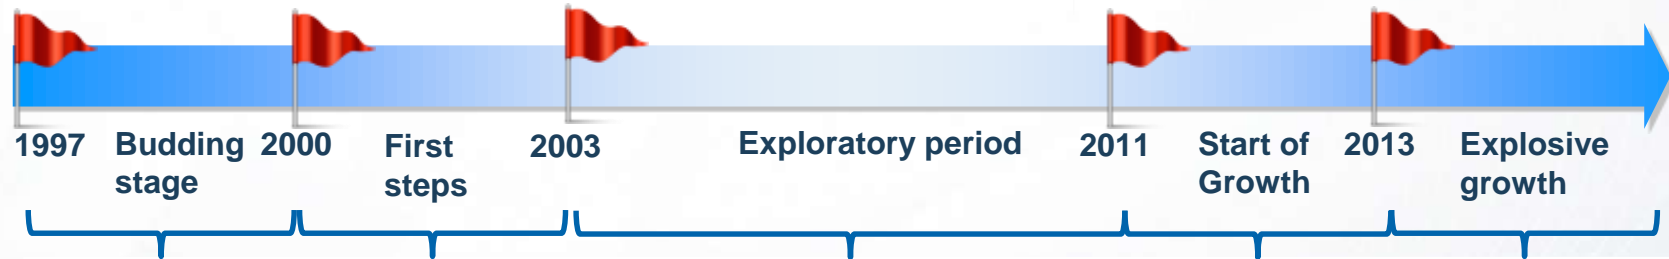 1997 Budding 2000 First 2003 Exploratory period 2011 Start of 2013 Explosive
stage steps Growth growth